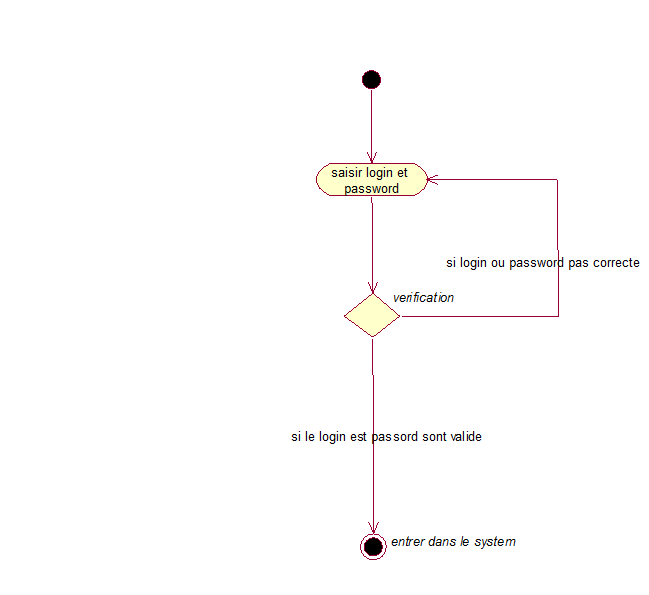 saisir login et
password
si login ou password pas correcte
verification
si le login est passord sont valide
entrer dans le system